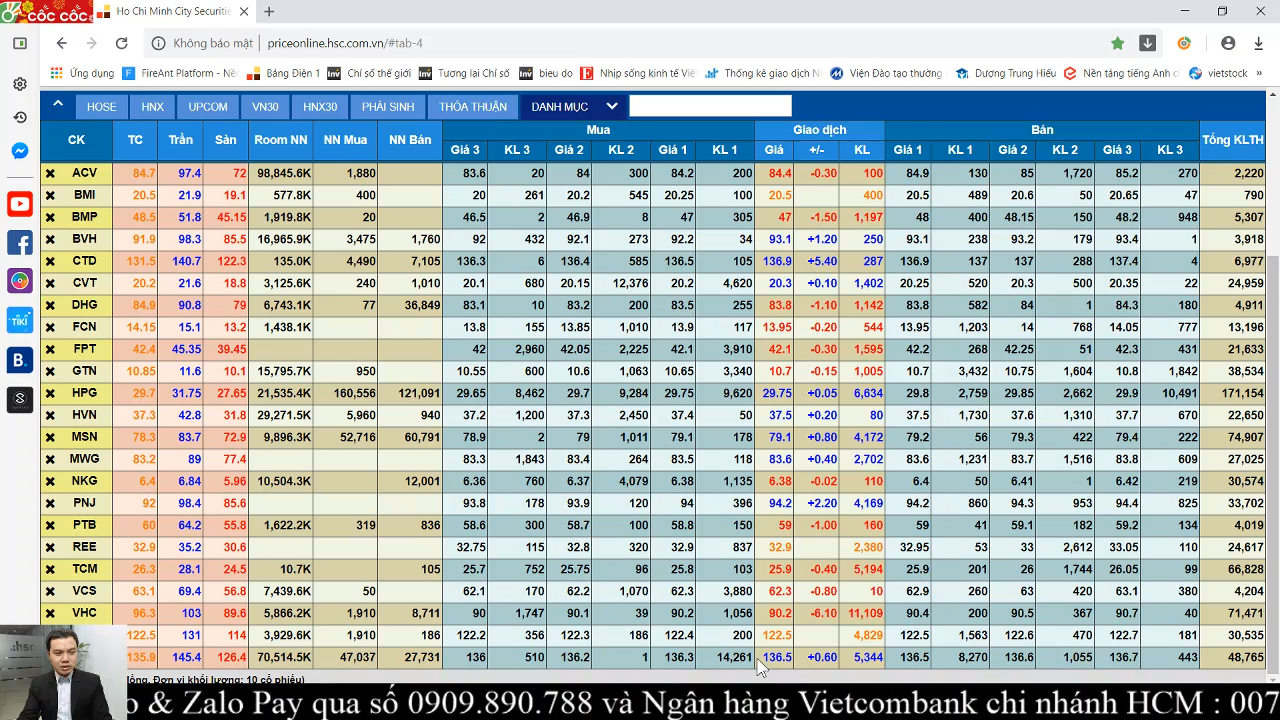 CỐC CỐC Ho Chi Minh City Securitie
Không bảo mật priceonline.hsc.com.vn/#tab-4
Ứng dụng FireAnt Platform - Nề Bảng Điện 1 Chỉ số thế giới Tương lai Chỉ số bieu do Nhịp sống kinh tế Việ Thống giao dịch N Viện Dào tạo thương Dương Trung Hiếu Nền tảng tiếng Anh c vietstock »
HOSE HNX UPCOM VN30 HNX30 PHÁI SINH THỎA THUẬN DANH MỤC
CK TC Trần Sàn Room NN NN Mua NN Bán Mua Giao dịch Bán Tổng KLTH
Giá 3 KL 3 Giá 2 KL 2 Giá 1 KL 1 Giá +/- KL Giá 1 KL 1 Giá 2 KL 2 Giá 3 KL 3
ACV 84.7 97.4 72 98,845.6K 1,880 83.6 20 84 300 84.2 200 84.4 -0.30 100 84.9 130 85 1,720 85.2 270 2,220
BMI 20.5 21.9 19.1 577.8K 400 20 261 20.2 545 20.25 100 20.5 400 20.5 489 20.6 400 20.65 47 790
BMP 48.5 51.8 45.15 1,919.8K 20 46.5 2 46.9 8 47 305 47 -1.50 1,197 48 400 48.15 150 48.2 948 5,307
BVH 91.9 98.3 85.5 16,965.9K 3,475 1,760 92 432 92.1 273 92.2 34 93.1 +1.20 250 93.1 238 93.2 179 93.4 1 3,918
CTD 131.5 140.7 122.3 135.0K 4,490 7,105 136.3 6 136.4 585 136.5 105 136.9 +5.40 287 136.9 137 137 288 137.4 4 6,977
CVT 20.2 21.6 18.8 3,125.6K 240 1,010 20.1 680 20.15 12,376 20.2 4,620 20.3 +0.10 1,402 20.25 520 20.3 500 20.35 22 24,959
DHG 84.9 90.8 79 6,743.1K 77 36,849 83.1 10 83.2 200 83.5 255 83.8 -1.10 1,142 83.8 582 84 1 84.3 180 4,911
FCN 14.15 15.1 13.2 1,438.1K 13.8 155 13.85 1,010 13.9 117 13.95 -0.20 544 13.95 1,203 14 768 14.05 777 13,196
FPT 42.4 45.35 39.45 42 2,960 42.05 2,225 42.1 3,910 42.1 -0.30 1,595 42.2 268 42.25 51 42.3 431 21,633
GTN 10.85 11.6 10.1 15,795.7K 950 10.55 600 10.6 1,063 10.65 3,340 10.7 -0.15 1,005 10.7 3,432 10.75 1,604 10.8 1,842 38,534
HPG 29.7 31.75 27.65 21,535.4K 160,556 121,091 29.65 8,462 29.7 9,284 29.75 9,620 29.75 +0.05 6,634 29.8 2,759 29.85 2,662 29.9 10,491 171,154
HVN 37.3 42.8 31.8 29,271.5K 5,960 940 37.2 1,200 37.3 2,450 37.4 50 37.5 +0.20 80 37.5 1,730 37.6 1,310 37.7 670 22,650
MSN 78.3 83.7 72.9 9,896.3K 52,716 60,791 78.9 2 79 1,011 79.1 178 79.1 +0.80 4,172 79.2 56 79.3 422 79.4 222 74,907
MWG 83.2 89 77.4 83.3 1,843 83.4 264 83.5 118 83.6 +0.40 2,702 83.6 1,231 83.7 1,516 83.8 609 27,025
NKG 6.4 6.84 5.96 10,504.3K 12,001 6.36 760 6.37 4,079 6.38 1,135 6.38 -0.02 110 6.4 50 6.41 1 6.42 219 30,574
PNJ 92 98.4 85.6 93.8 178 93.9 120 94 396 94.2 +2.20 4,169 94.2 860 94.3 953 94.4 825 33,702
PTB 60 64.2 55.8 1,622.2K 319 836 58.6 300 58.7 100 58.8 150 59 -1.00 160 59 41 59.1 182 59.2 134 4,019
REE 32.9 35.2 30.6 32.75 115 32.8 320 32.9 837 32.9 2,380 32.95 53 33 2,612 33.05 110 24,617
TCM 26.3 28.1 24.5 10.7K 105 25.7 752 25.75 96 25.8 103 25.9 -0.40 5,194 25.9 201 26 1,744 26.05 99 66,828
VCS 63.1 69.4 56.8 7,439.6K 50 62.1 170 62.2 1,070 62.3 3,880 62.3 -0.80 10 62.9 260 63 420 63.1 380 4,204
VHC 96.3 103 89.6 5,866.2K 1,910 8,711 90 1,747 90.1 39 90.2 1,056 90.2 -6.10 11,109 90.4 200 90.5 367 90.7 40 71,471
122.5 131 114 3,929.6K 1,910 186 122.2 356 122.3 186 122.4 200 122.5 4,829 122.5 1,563 122.6 470 122.7 181 30,535
135.9 145.4 126.4 70,514.5K 47,037 27,731 136 510 136.2 1 136.3 14,261 136.5 +0.60 5,344 136.5 8,270 136.6 1,055 136.7 443 48,765
đồng. Đơn vị khối lượng: 10 cổ phiếu)
o & Zalo Pay qua số 0909.890.788 và Ngân hàng Vietcombank chi nhánh HCM : 007
TIKI
B.
.hsc